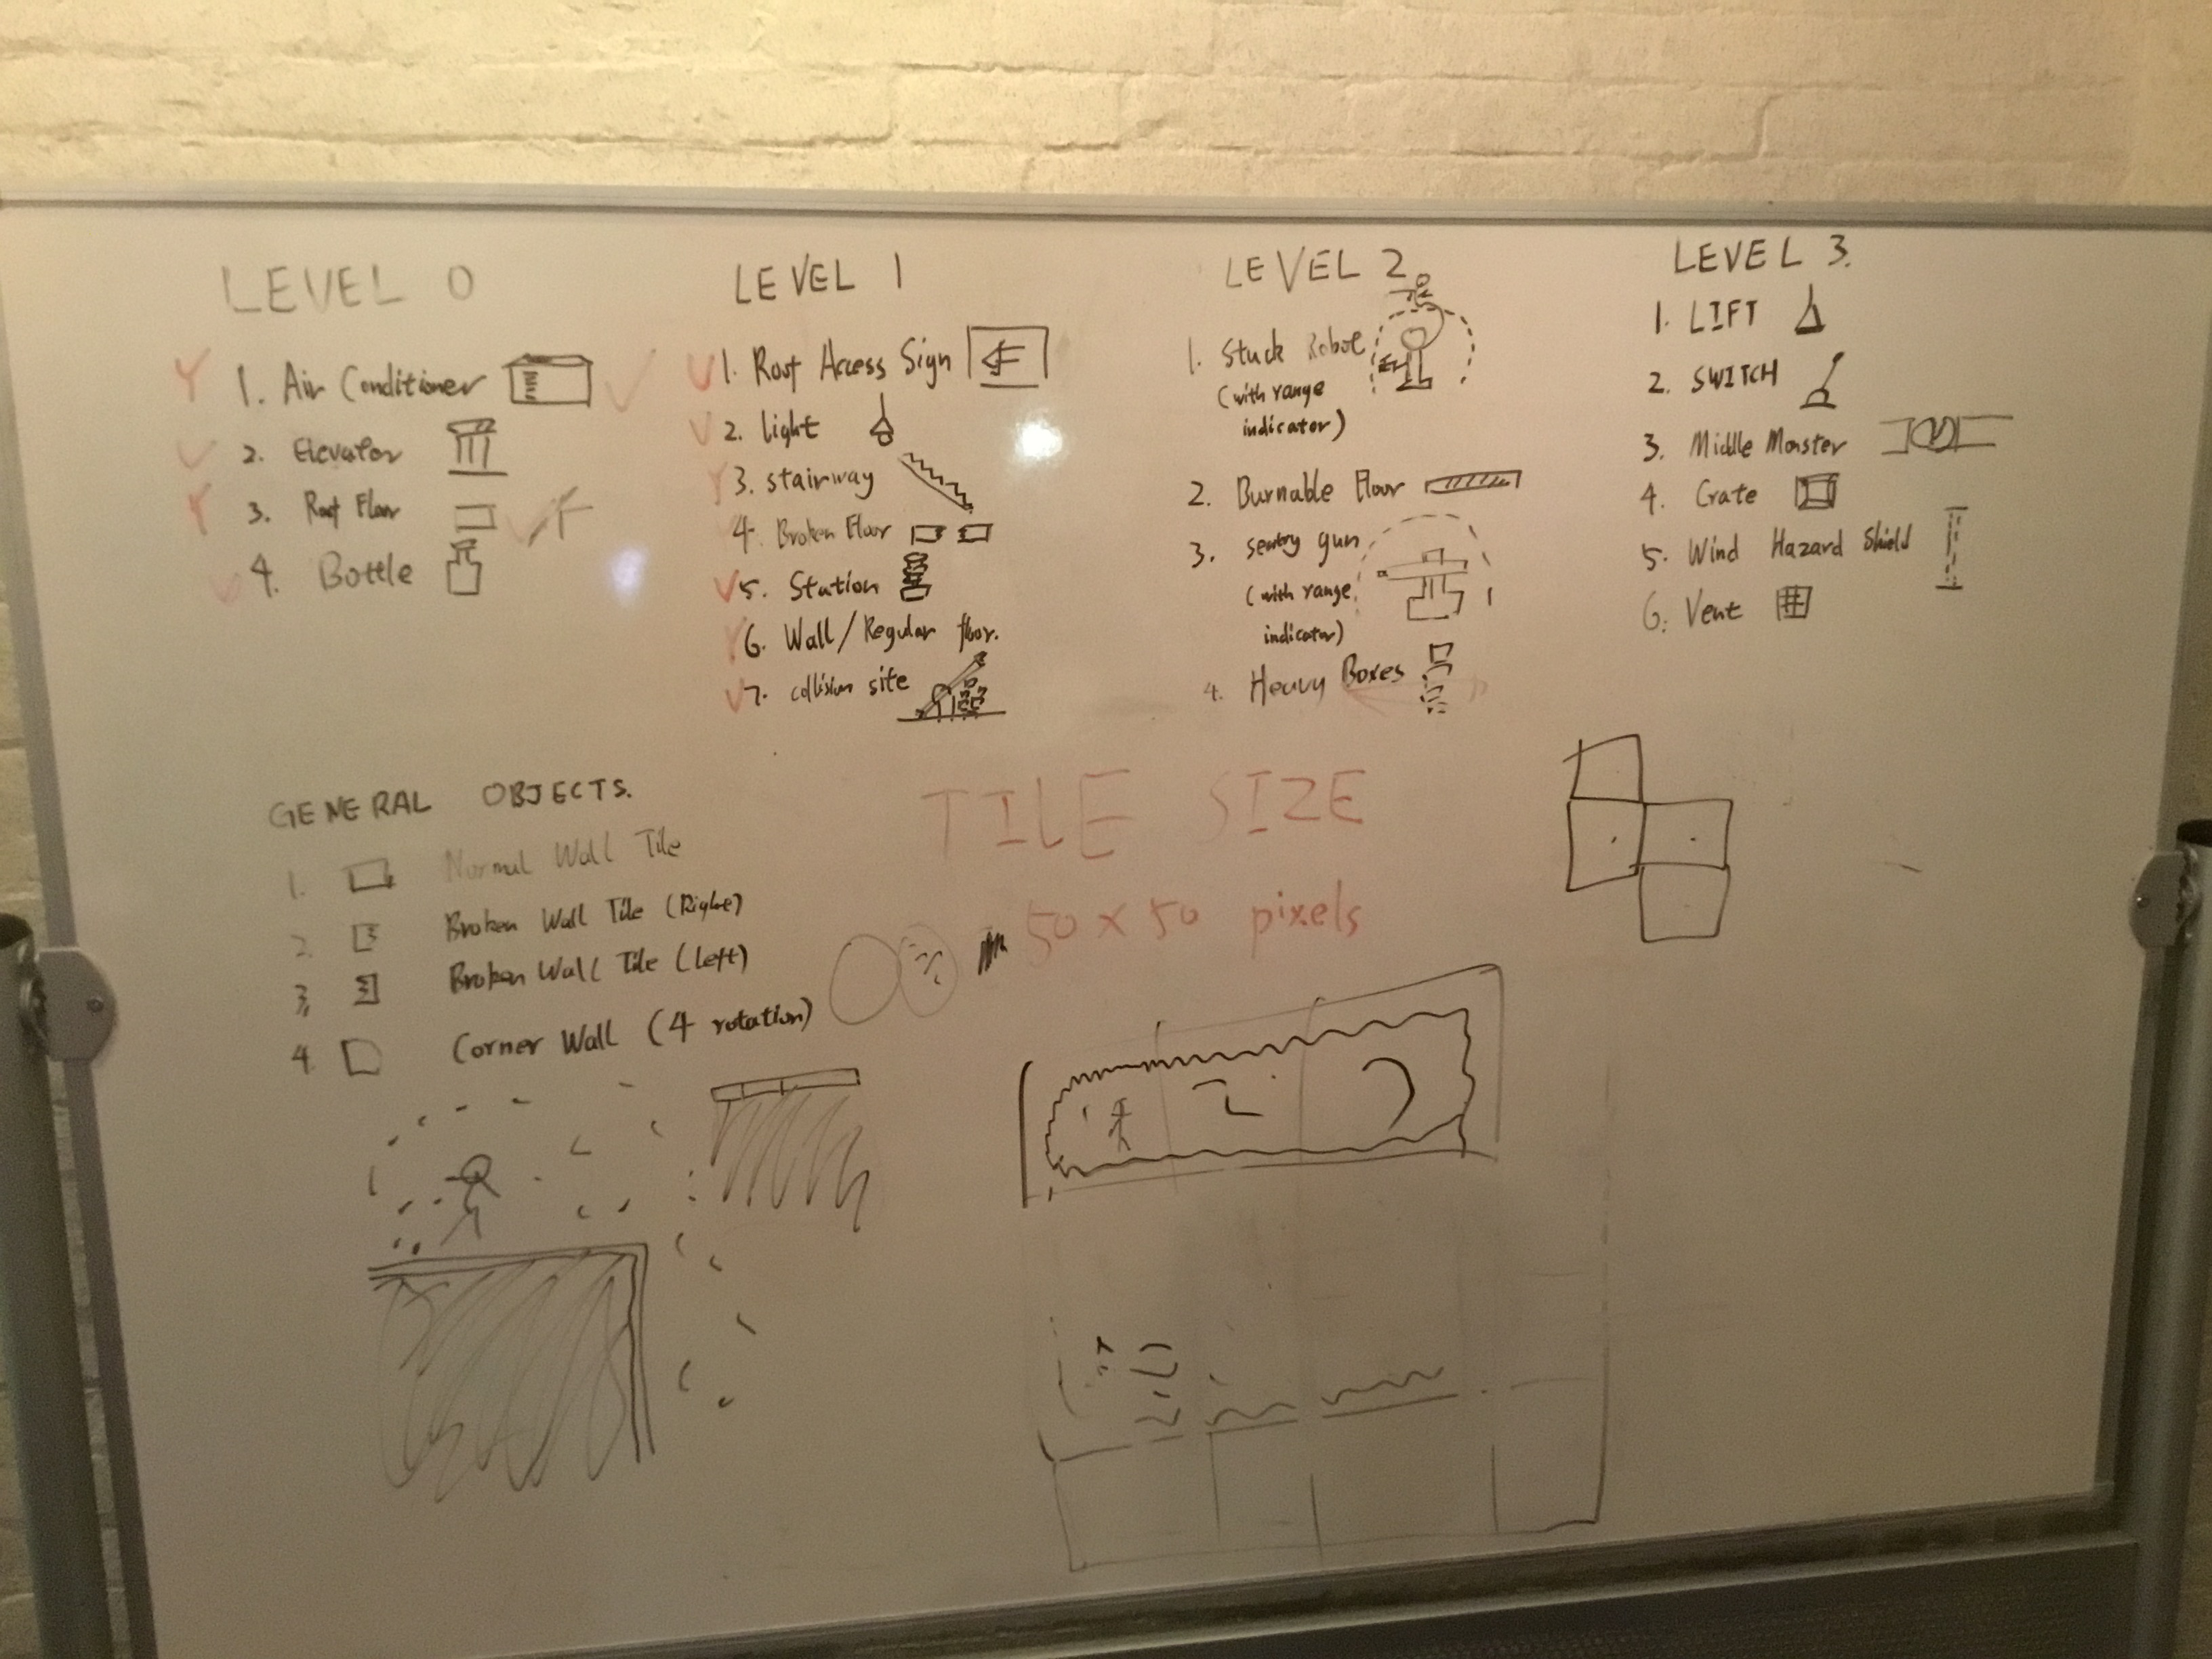 LEVEL 0
1. Air Conditioner
2. Elevator
3. Roof Floor
4. Bottle
LEVEL 1
1. Roof Access Sign
2. light
3. stairway
4. Broken Floor
5. Station
6. Wall/Regular floor.
7. collision site
LEVEL 2
1. Stuck Robot
(with range
indicator)
2. Burnable Floor
3. sentry gun
(with range
indicator)
4. Heavy Boxes
LEVEL 3.
1. LIFT
2. SWITCH
3. Middle Monster
4. Crate
5. Wind Hazard Shield
6. Vent
GENERAL OBJECTS.
1. Normal Wall Tile
2. Broken Wall Tile (Right)
3. Broken Wall Tile (left)
4. Corner Wall (4 rotation)
TILE SIZE
50 x 50 pixels